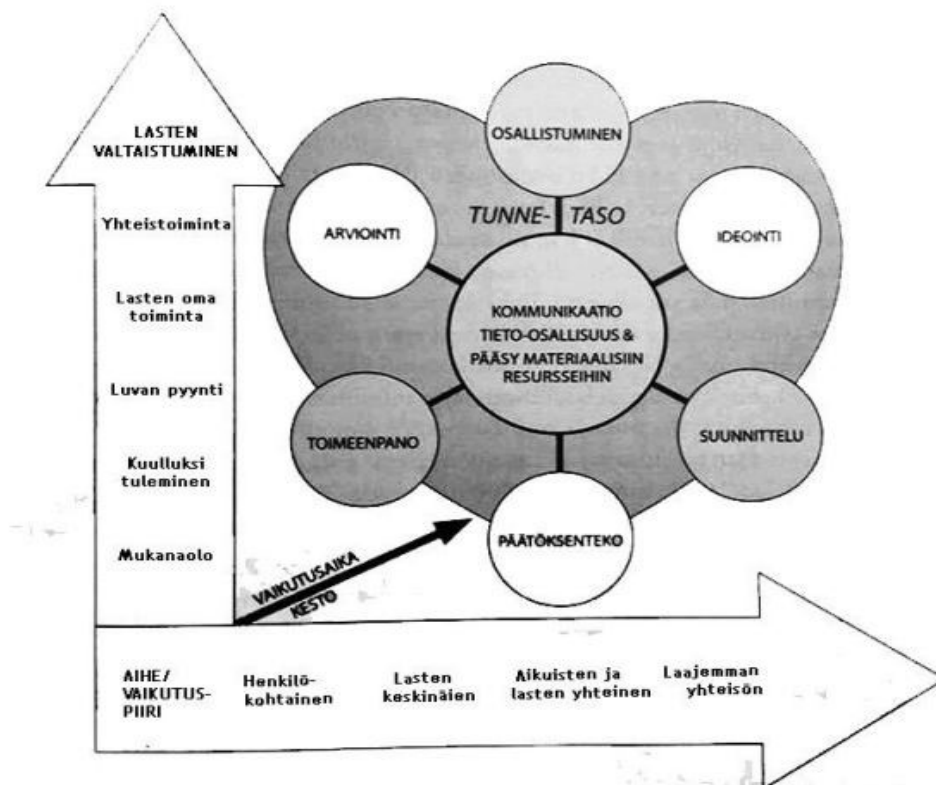 LASTEN
VALTAISTUMINEN
Yhteistoiminta
Lasten oma
toiminta
Luvan pyynti
Kuulluksi
tuleminen
Mukanaolo
OSALLISTUMINEN
TUNNE- TASO
ARVIOINTI
IDEOINTI
KOMMUNIKAATIO
TIETO-OSALLISUUS &
PÄÄSY MATERIAALISIIN
RESURSSEIHIN
TOIMEENPANO
SUUNNITTELU
PÄÄTÖKSENTEKO
VAIKUTUSAIKA
KESTO
AIHE/
VAIKUTUS-
PIIRI
Henkilö-
kohtainen
Lasten
keskinäien
Aikuisten ja
lasten yhteinen
Laajemman
yhteisön